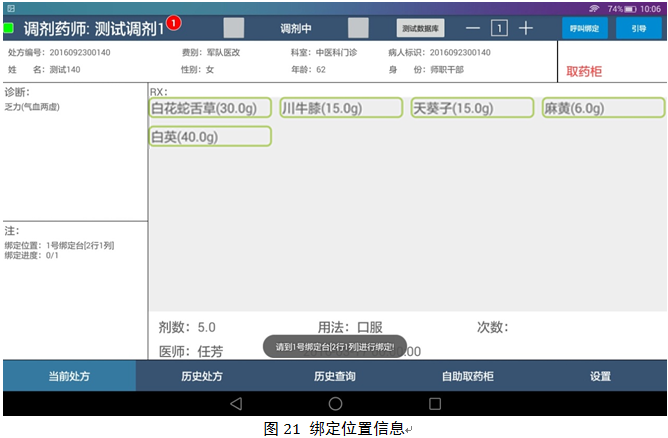 74% 10:06
调剂药师: 测试调剂1 1 调剂中 测试数据库 1 呼叫绑定 引导
处方编号: 2016092300140 费别: 军队医改 科室: 中医科门诊 病人标识: 2016092300140
姓 名: 测试140 性别: 女 年龄: 62 身 份: 师职干部
取药柜
诊断:
乏力(气血两虚)
RX:
白花蛇舌草(30.0g) 川牛膝(15.0g) 天葵子(15.0g) 麻黄(6.0g)
白英(40.0g)
注:
绑定位置: 1号绑定台[2行1列]
绑定进度: 0/1
剂数: 5.0 用法: 口服 次数:
请到1号绑定台[2行1列]进行绑定!
医师: 任芳
当前处方 历史处方 历史查询 自助取药柜 设置
图 21 绑定位置信息